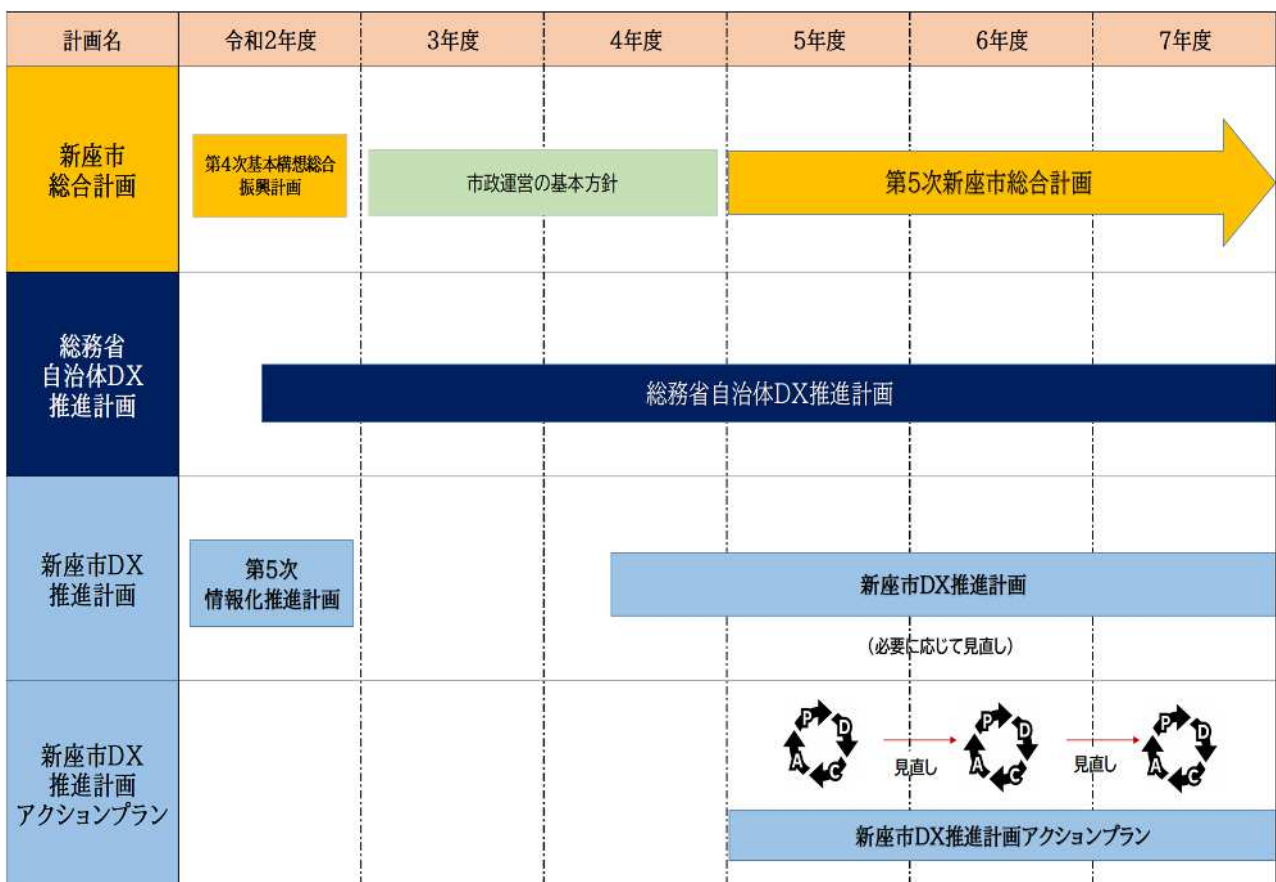 計画名
令和2年度
3年度
4年度
5年度
6年度
7年度
新座市
総合計画
第4次基本構想総合
振興計画
市政運営の基本方針
第5次新座市総合計画
総務省
自治体DX
推進計画
総務省自治体DX推進計画
新座市DX
推進計画
第5次
情報化推進計画
新座市DX推進計画
(必要に応じて見直し)
新座市DX
推進計画
アクションプラン
P
D
C
A
見直し
P
D
C
A
見直し
P
D
C
A
新座市DX推進計画アクションプラン